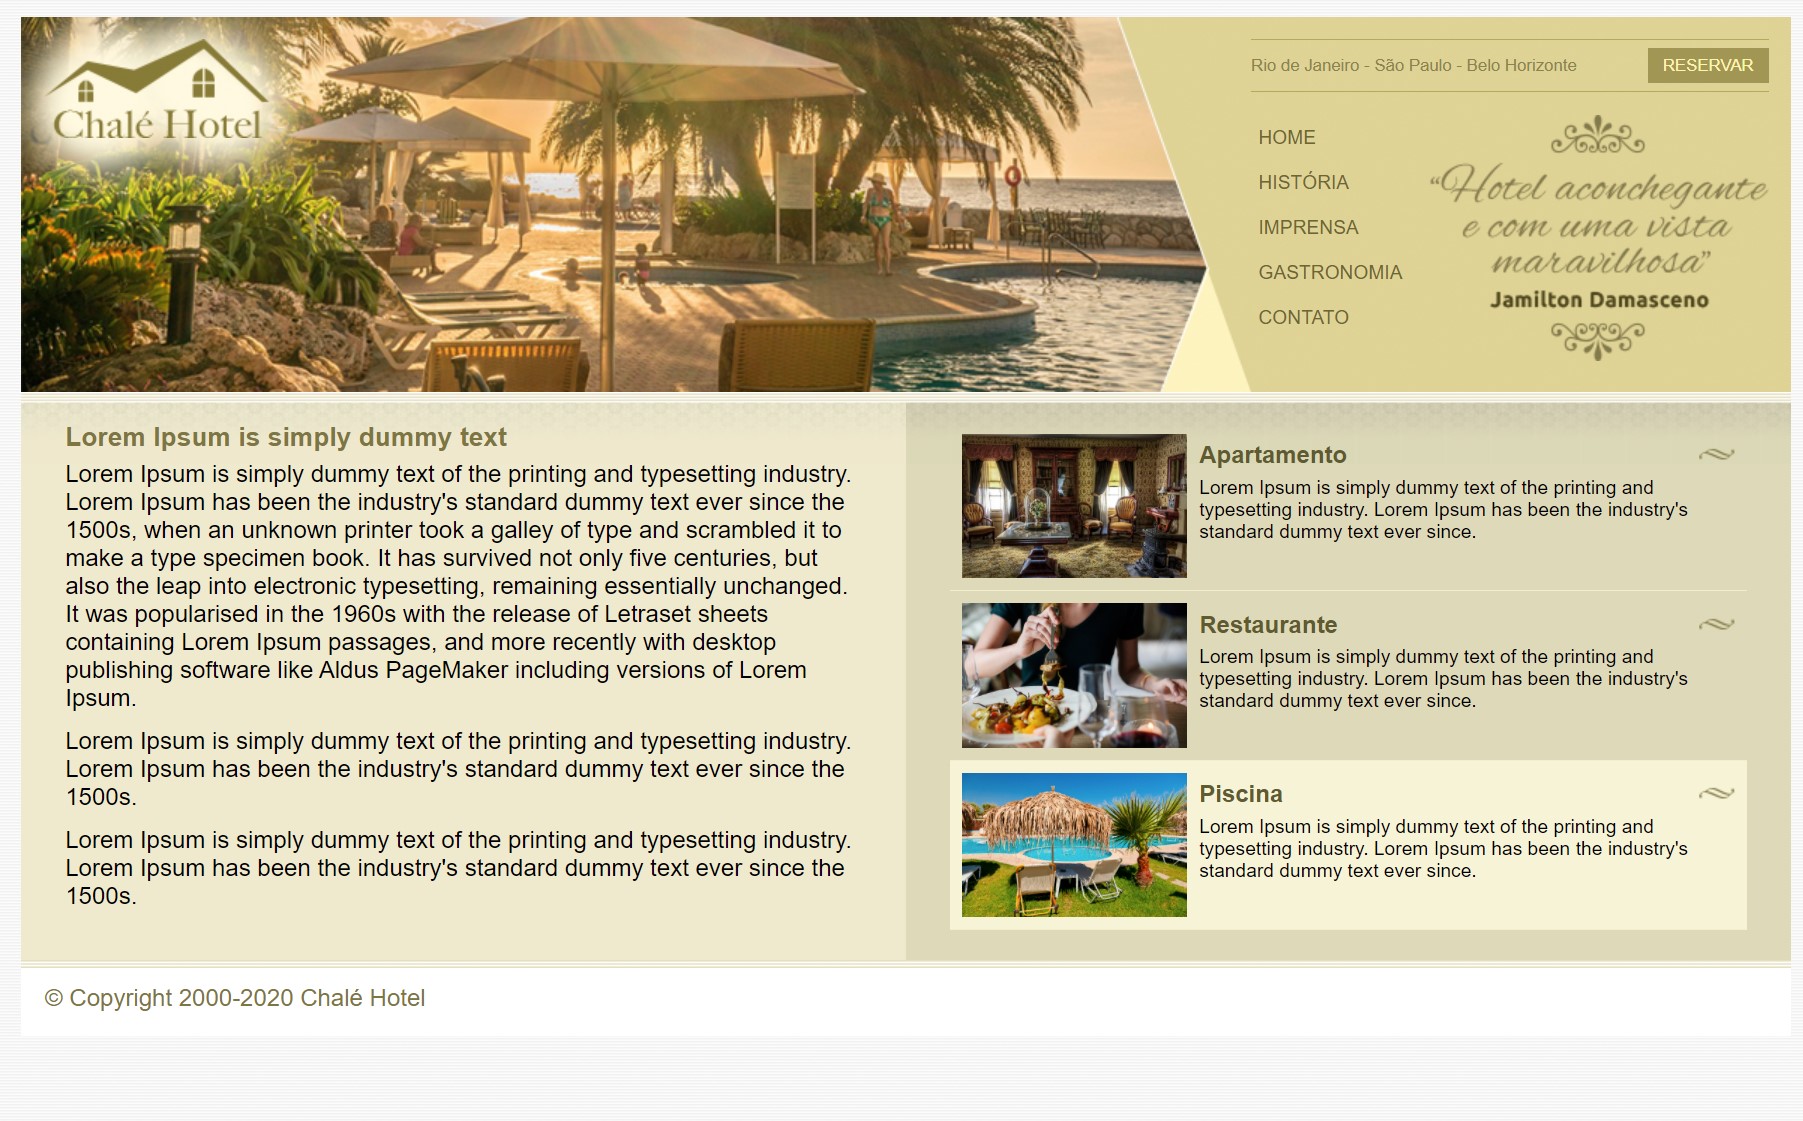 Chalé Hotel
Rio de Janeiro - São Paulo - Belo Horizonte
RESERVAR
HOME
HISTÓRIA
IMPRENSA
GASTRONOMIA
CONTATO
“Hotel aconchegante
e com uma vista
maravilhosa”
Jamilton Damasceno
Lorem Ipsum is simply dummy text
Lorem Ipsum is simply dummy text of the printing and typesetting industry.
Lorem Ipsum has been the industry's standard dummy text ever since the
1500s, when an unknown printer took a galley of type and scrambled it to
make a type specimen book. It has survived not only five centuries, but
also the leap into electronic typesetting, remaining essentially unchanged.
It was popularised in the 1960s with the release of Letraset sheets
containing Lorem Ipsum passages, and more recently with desktop
publishing software like Aldus PageMaker including versions of Lorem
Ipsum.
Lorem Ipsum is simply dummy text of the printing and typesetting industry.
Lorem Ipsum has been the industry's standard dummy text ever since the
1500s.
Lorem Ipsum is simply dummy text of the printing and typesetting industry.
Lorem Ipsum has been the industry's standard dummy text ever since the
1500s.
Apartamento
Lorem Ipsum is simply dummy text of the printing and
typesetting industry. Lorem Ipsum has been the industry's
standard dummy text ever since.
Restaurante
Lorem Ipsum is simply dummy text of the printing and
typesetting industry. Lorem Ipsum has been the industry's
standard dummy text ever since.
Piscina
Lorem Ipsum is simply dummy text of the printing and
typesetting industry. Lorem Ipsum has been the industry's
standard dummy text ever since.
© Copyright 2000-2020 Chalé Hotel